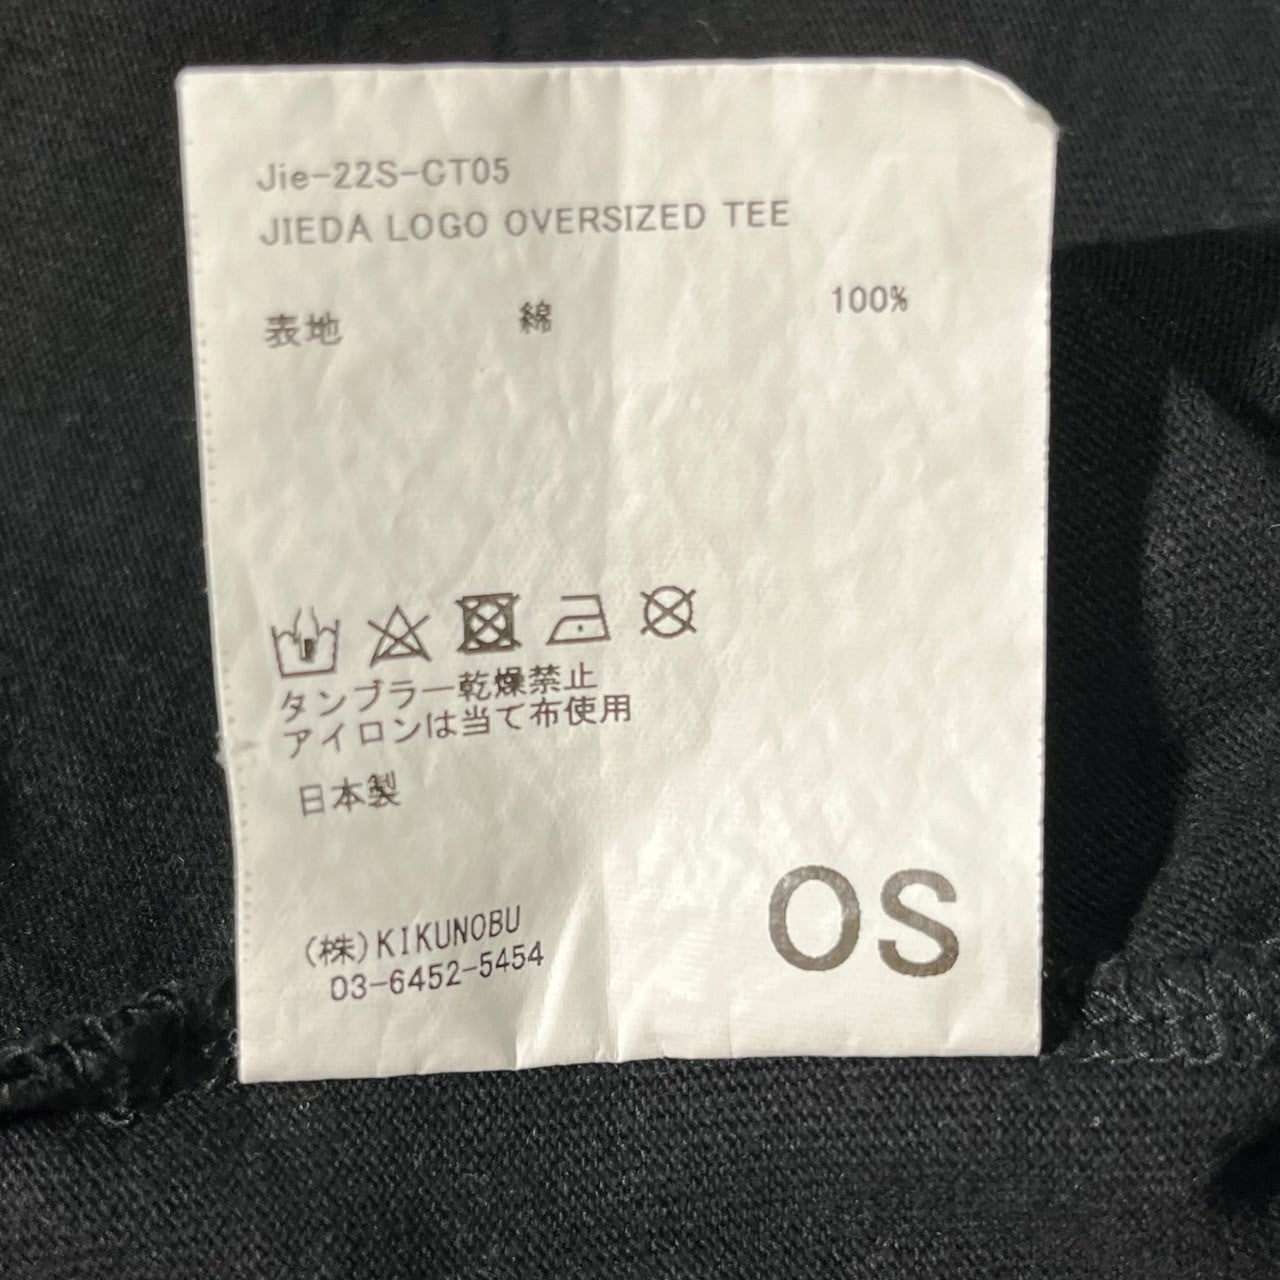 Jie-22S-CT05
JIEDA LOGO OVERSIZED TEE
表地 綿 100%
タンブラー乾燥禁止
アイロンは当て布使用
日本製
(株)KIKUNOBU
03-6452-5454
OS